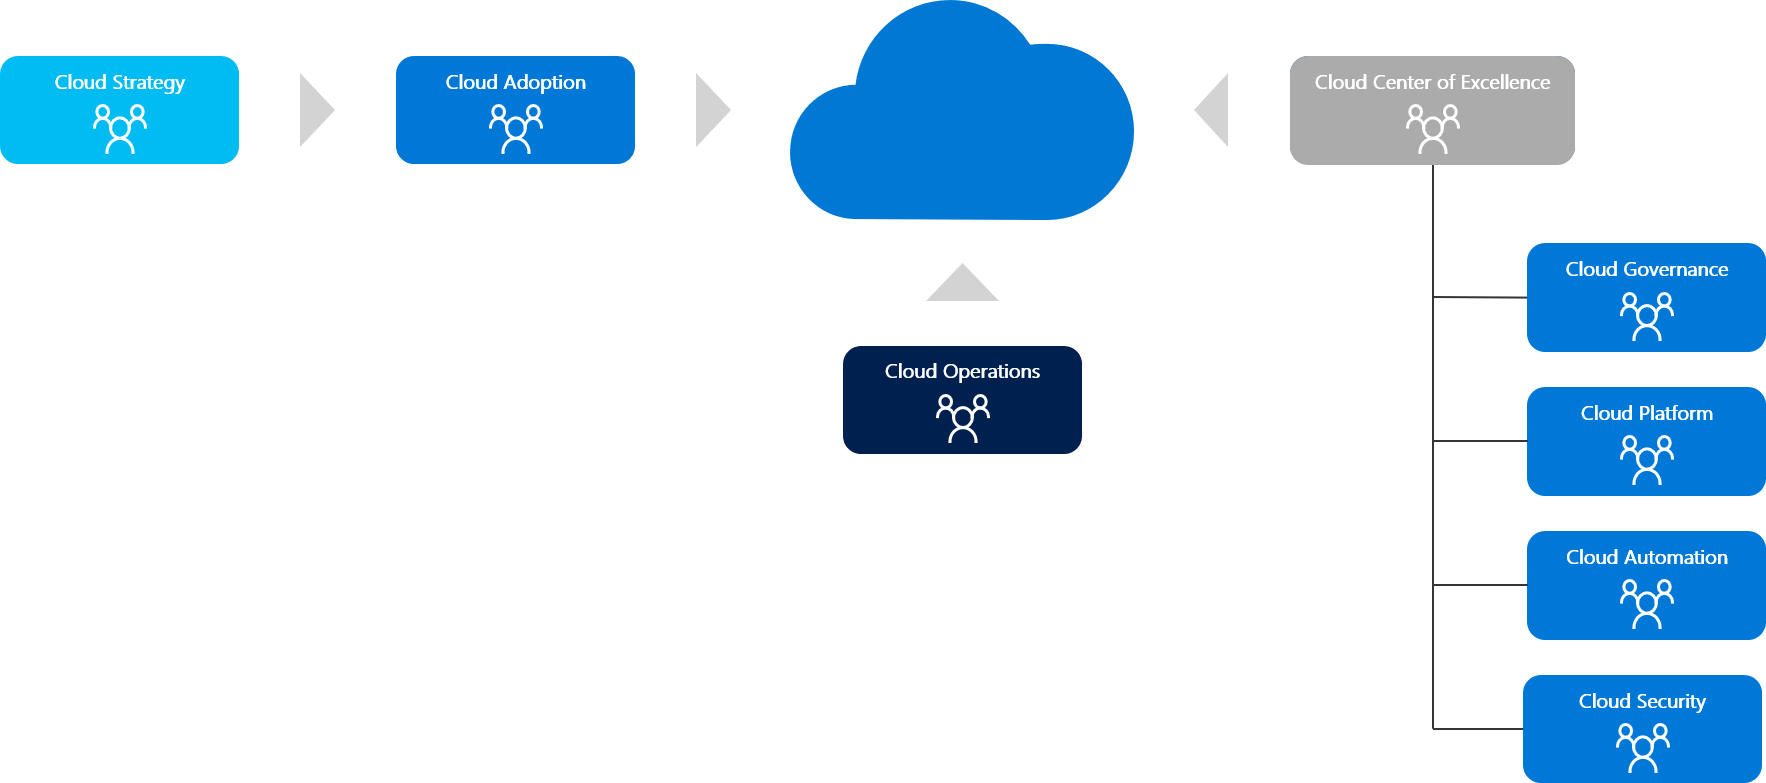 Cloud Strategy
Cloud Adoption
Cloud Center of Excellence
Cloud Governance
Cloud Operations
Cloud Platform
Cloud Automation
Cloud Security